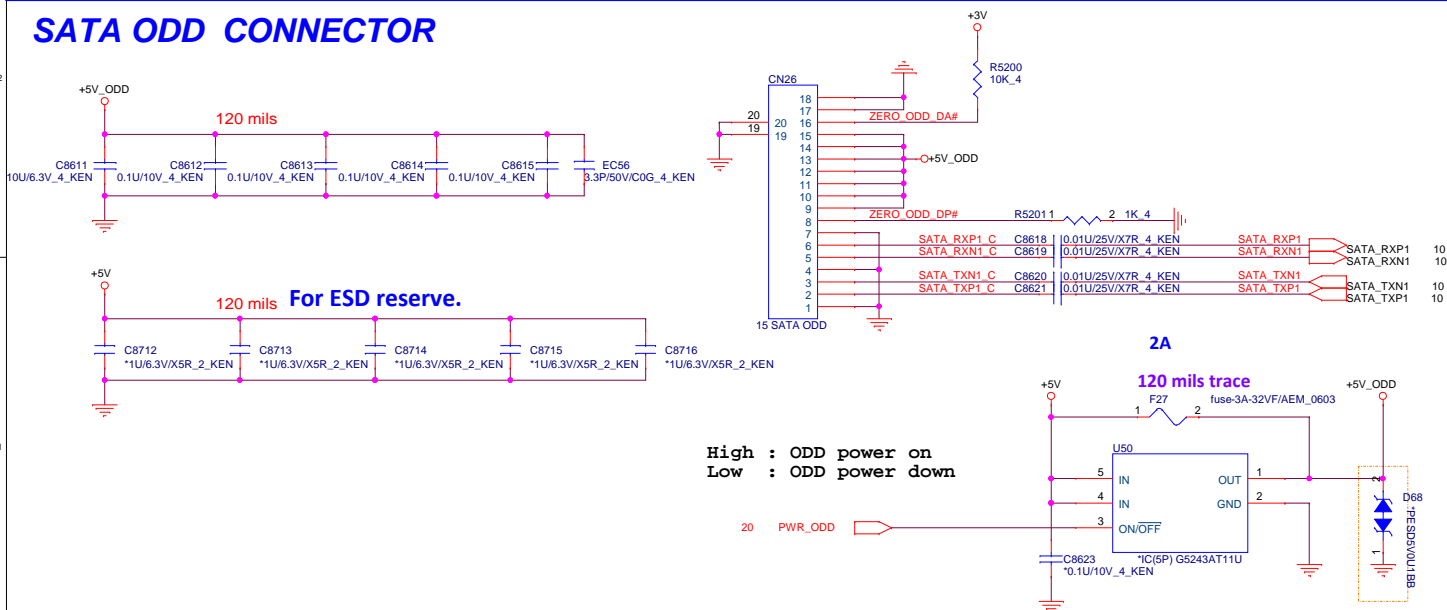 SATA ODD CONNECTOR
+5V_ODD
120 mils
C8611
10U/6.3V_4_KEN
C8612
0.1U/10V_4_KEN
C8613
0.1U/10V_4_KEN
C8614
0.1U/10V_4_KEN
C8615
0.1U/10V_4_KEN
EC56
3.3P/50V/C0G_4_KEN
+5V
120 mils
For ESD reserve.
C8712
*1U/6.3V/X5R_2_KEN
C8713
*1U/6.3V/X5R_2_KEN
C8714
*1U/6.3V/X5R_2_KEN
C8715
*1U/6.3V/X5R_2_KEN
C8716
*1U/6.3V/X5R_2_KEN
+3V
R5200
10K_4
CN26
20 20
19 19
18
17
16 ZERO_ODD_DA#
15
14
13 +5V_ODD
12
11
10
9
8 ZERO_ODD_DP# R5201 1 2 1K_4
7
6 SATA_RXP1_C C8618 0.01U/25V/X7R_4_KEN SATA_RXP1 SATA_RXP1 10
5 SATA_RXN1_C C8619 0.01U/25V/X7R_4_KEN SATA_RXN1 SATA_RXN1 10
4
3 SATA_TXN1_C C8620 0.01U/25V/X7R_4_KEN SATA_TXN1 SATA_TXN1 10
2 SATA_TXP1_C C8621 0.01U/25V/X7R_4_KEN SATA_TXP1 SATA_TXP1 10
1
15 SATA ODD
2A
120 mils trace
+5V
+5V_ODD
F27 fuse-3A-32VF/AEM_0603
1 2
High : ODD power on
Low : ODD power down
U50
5 IN OUT 1
4 IN GND 2
3 ON/OFF
*IC(5P) G5243AT11U
20 PWR_ODD
C8623
*0.1U/10V_4_KEN
2
D68
*PESD5V0U1BB
1